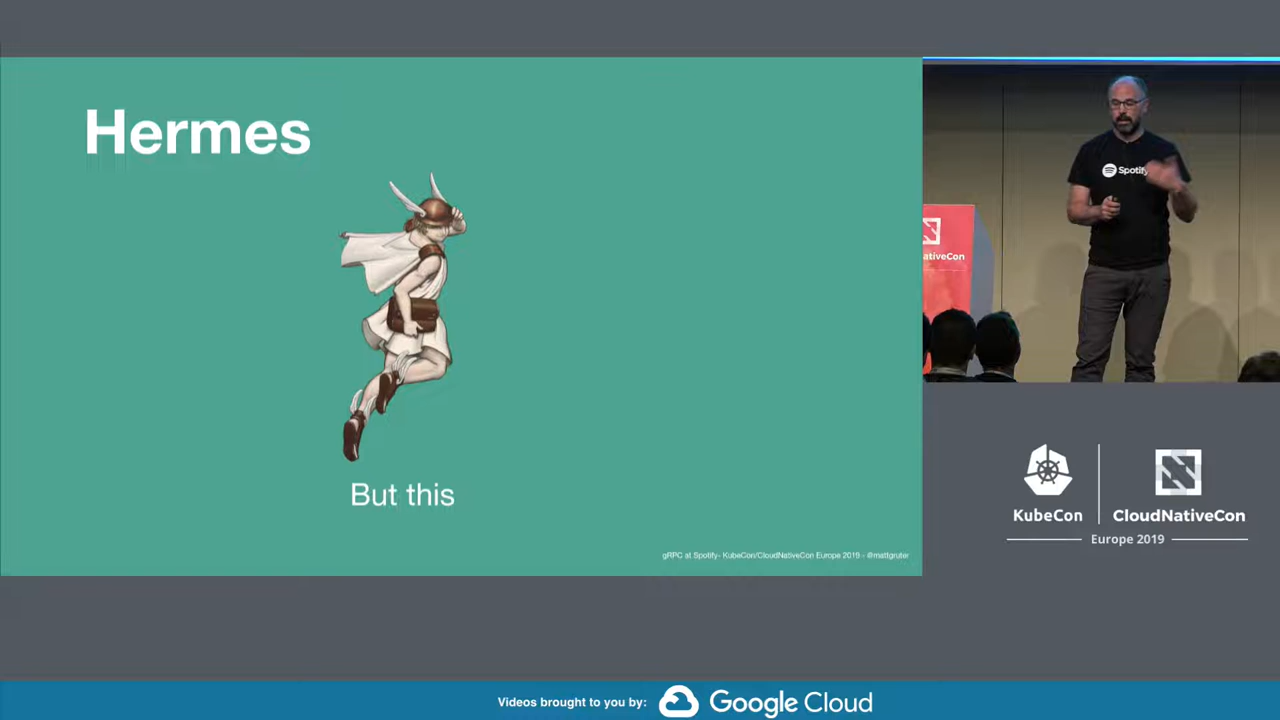 Hermes
But this
gRPC at Spotify- KubeCon/CloudNativeCon Europe 2019 - @mattgruter
Spotify
ativeCon
KubeCon
CloudNativeCon
Europe 2019
Videos brought to you by:
Google Cloud